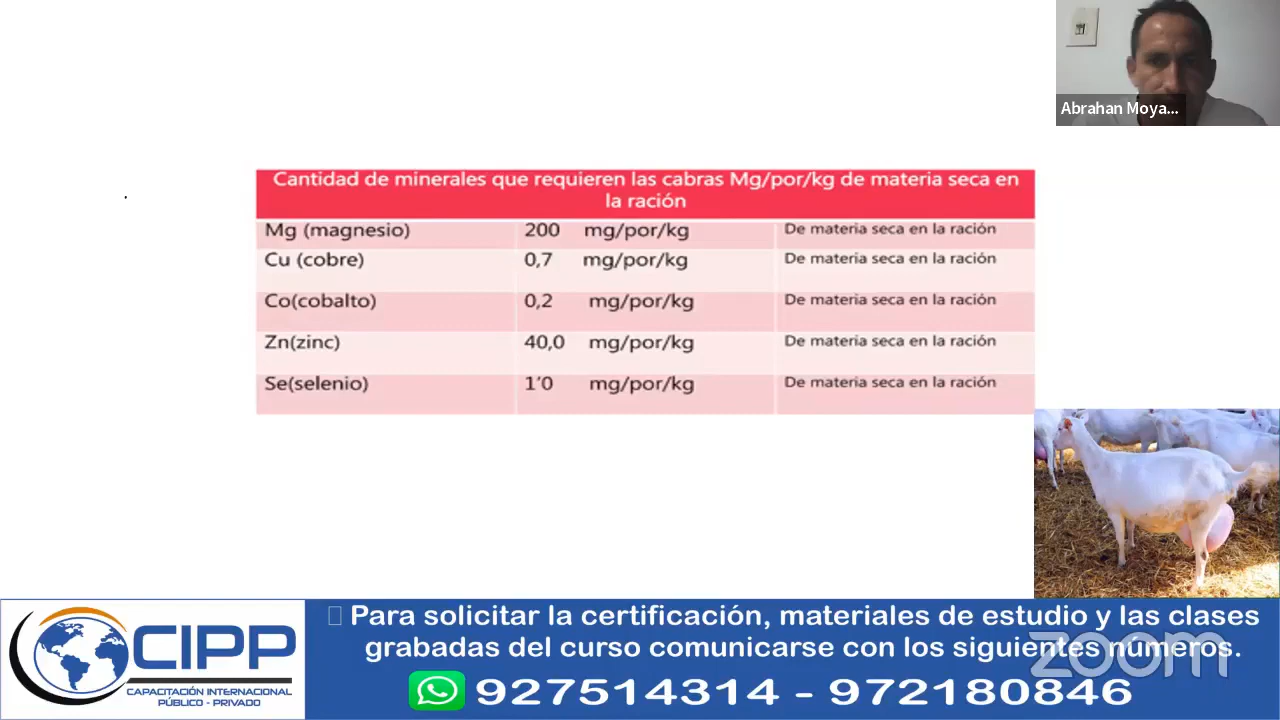 Abrahan Moya...
Cantidad de minerales que requieren las cabras Mg/por/kg de materia seca en
la ración
Mg (magnesio) 200 mg/por/kg De materia seca en la ración
Cu (cobre) 0,7 mg/por/kg De materia seca en la ración
Co(cobalto) 0,2 mg/por/kg De materia seca en la ración
Zn(zinc) 40,0 mg/por/kg De materia seca en la ración
Se(selenio) 1'0 mg/por/kg De materia seca en la ración
CIPP
CAPACITACIÓN INTERNACIONAL
PÚBLICO - PRIVADO
Para solicitar la certificación, materiales de estudio y las clases
grabadas del curso comunicarse con los siguientes números.
zoom
927514314 - 972180846